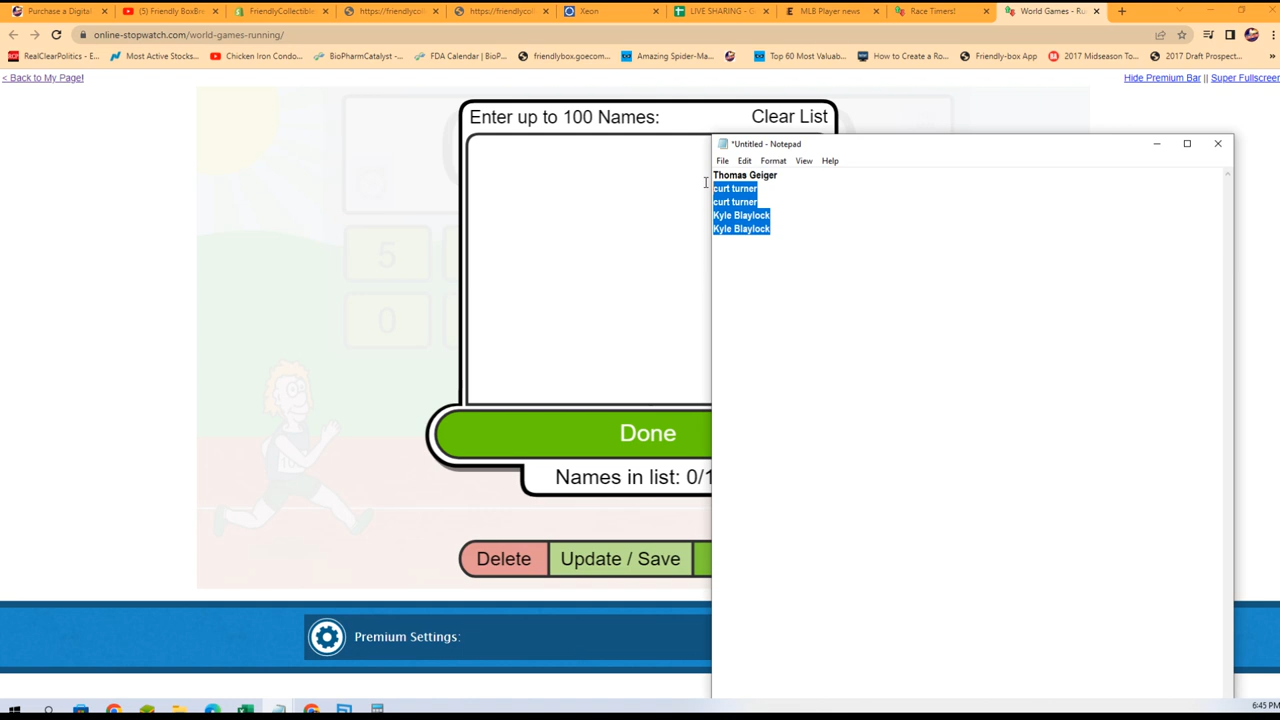 Purchase a Digital
(5) Friendly BoxBr
FriendlyCollectible
https://friendlycol
https://friendlycol
Xeon
LIVE SHARING - G
MLB Player news
Race Timers!
World Games - Ru
online-stopwatch.com/world-games-running/
RealClearPolitics - E...
Most Active Stocks...
Chicken Iron Condo...
BioPharmCatalyst -...
FDA Calendar | BioP...
friendlybox.goecom...
Amazing Spider-Ma...
Top 60 Most Valuab...
How to Create a Ro...
Friendly-box App
2017 Midseason To...
2017 Draft Prospect...
< Back to My Page!
Hide Premium Bar || Super Fullscreen
Enter up to 100 Names:
Clear List
*Untitled - Notepad
File Edit Format View Help
Thomas Geiger
curt turner
curt turner
Kyle Blaylock
Kyle Blaylock
5
0
Done
Names in list: 0/1
Delete
Update / Save
Premium Settings:
6:45 PM